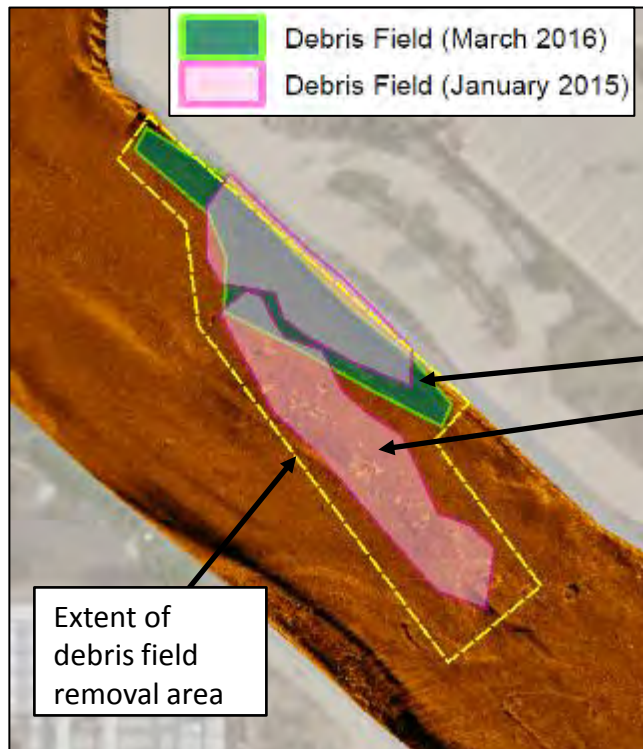 Debris Field (March 2016)
Debris Field (January 2015)
Extent of
debris field
removal area